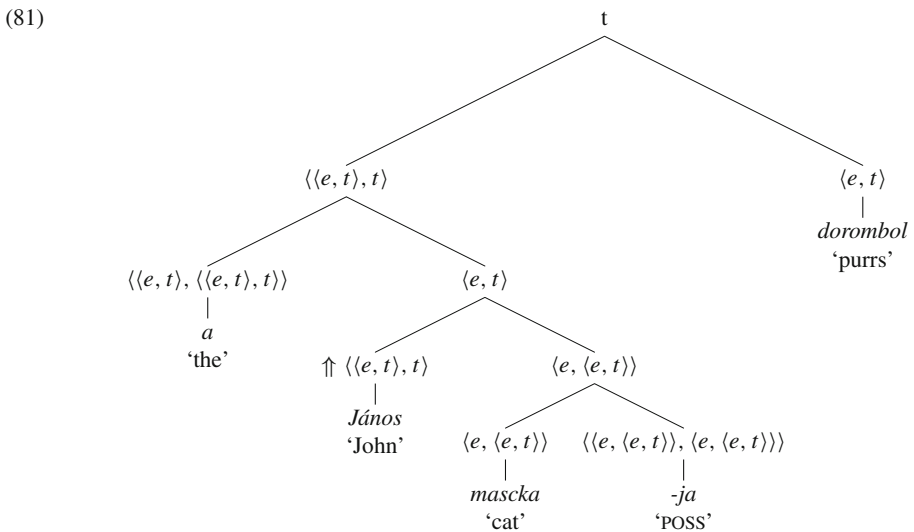 (81)
t
⟨⟨e, t⟩, t⟩ ⟨e, t⟩
dorombol
‘purrs’
⟨⟨e, t⟩, ⟨⟨e, t⟩, t⟩⟩ ⟨e, t⟩
a
‘the’
⇑ ⟨⟨e, t⟩, t⟩ ⟨e, ⟨e, t⟩⟩
János
‘John’
⟨e, ⟨e, t⟩⟩ ⟨⟨e, ⟨e, t⟩⟩, ⟨e, ⟨e, t⟩⟩⟩
mascka -ja
‘cat’ ‘POSS’